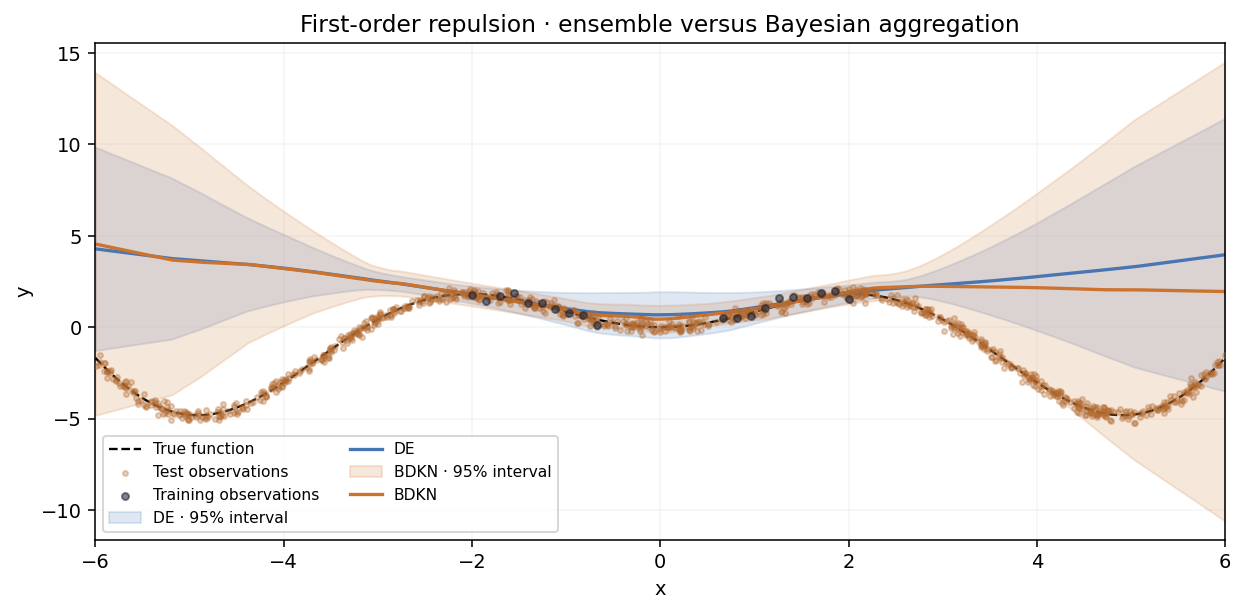 First-order repulsion · ensemble versus Bayesian aggregation
15
10
5
0
−5
−10
y
−6
−4
−2
0
2
4
6
x
True function
Test observations
Training observations
DE · 95% interval
DE
BDKN · 95% interval
BDKN